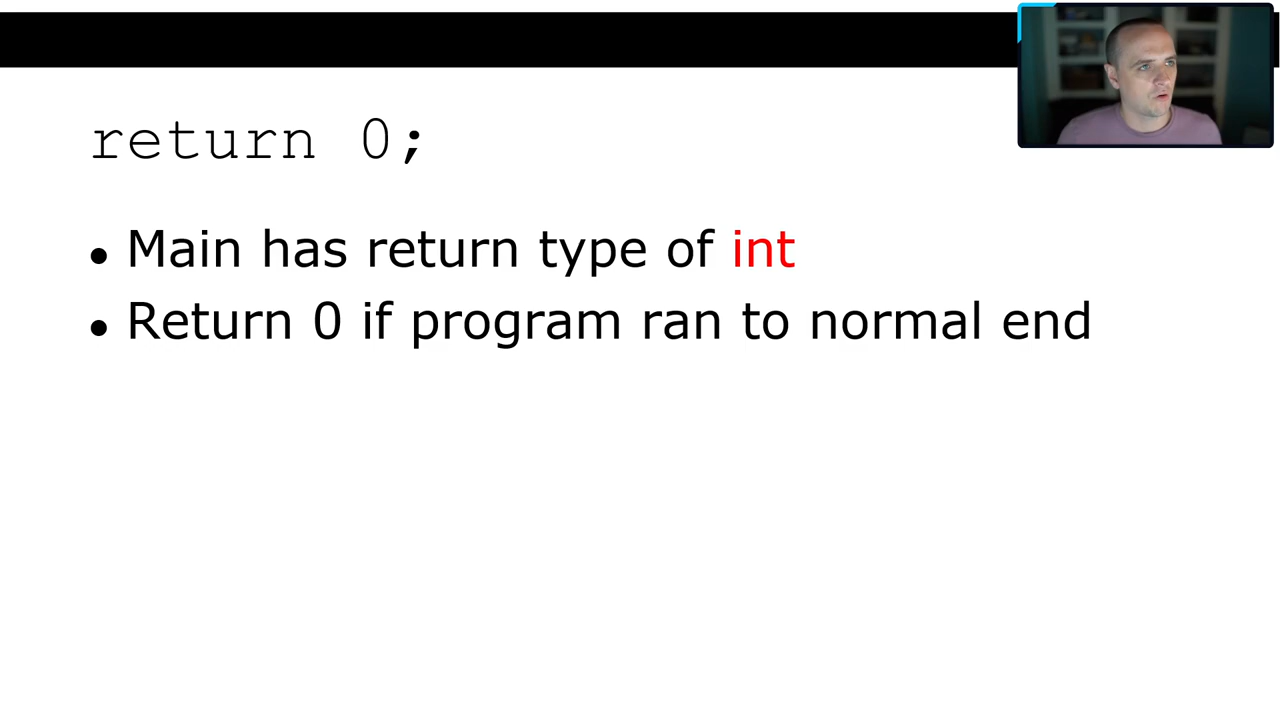 return 0;
• Main has return type of int
• Return 0 if program ran to normal end